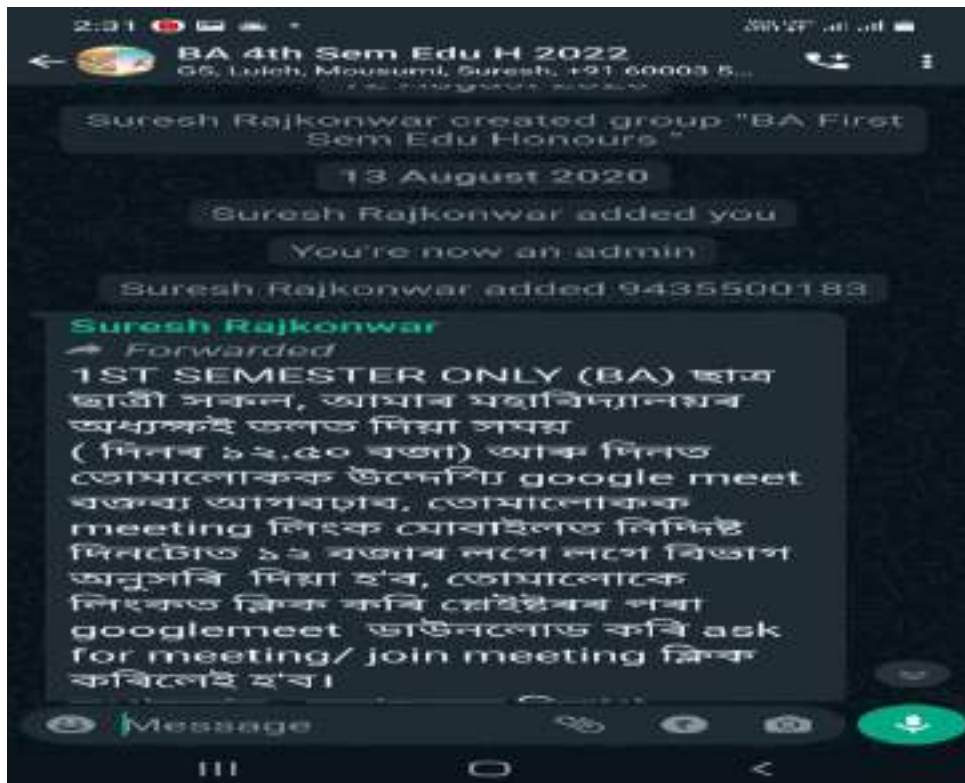 2:31
BA 4th Sem Edu H 2022
GS, Luich, Mousumi, Suresh, +91 60003 5...
Suresh Rajkonwar created group "BA First
Sem Edu Honours "
13 August 2020
Suresh Rajkonwar added you
You're now an admin
Suresh Rajkonwar added 9435500183
Suresh Rajkonwar
Forwarded
1ST SEMESTER ONLY (BA) ছাত্ৰ
ছাত্ৰী সকল, আমাৰ মহাবিদ্যালয়ৰ
অধ্যক্ষই তলত দিয়া সময়
( দিনৰ ১২.৫০ বজা) আৰু দিনত
তোমালোকক উদ্দেশ্যি google meet
বক্তব্য আগবঢ়াব, তোমালোকক
meeting লিংক মোবাইলত নিৰ্দিষ্ট
দিনটোত ১২ বজাৰ লগে লগে বিভাগ
অনুসৰি দিয়া হ'ব, তোমালোকে
লিংকত ক্লিক কৰি প্লেইষ্টৰৰ পৰা
googlemeet ডাউনলোড কৰি ask
for meeting/ join meeting ক্লিক
কৰিলেই হ'ব।
Message